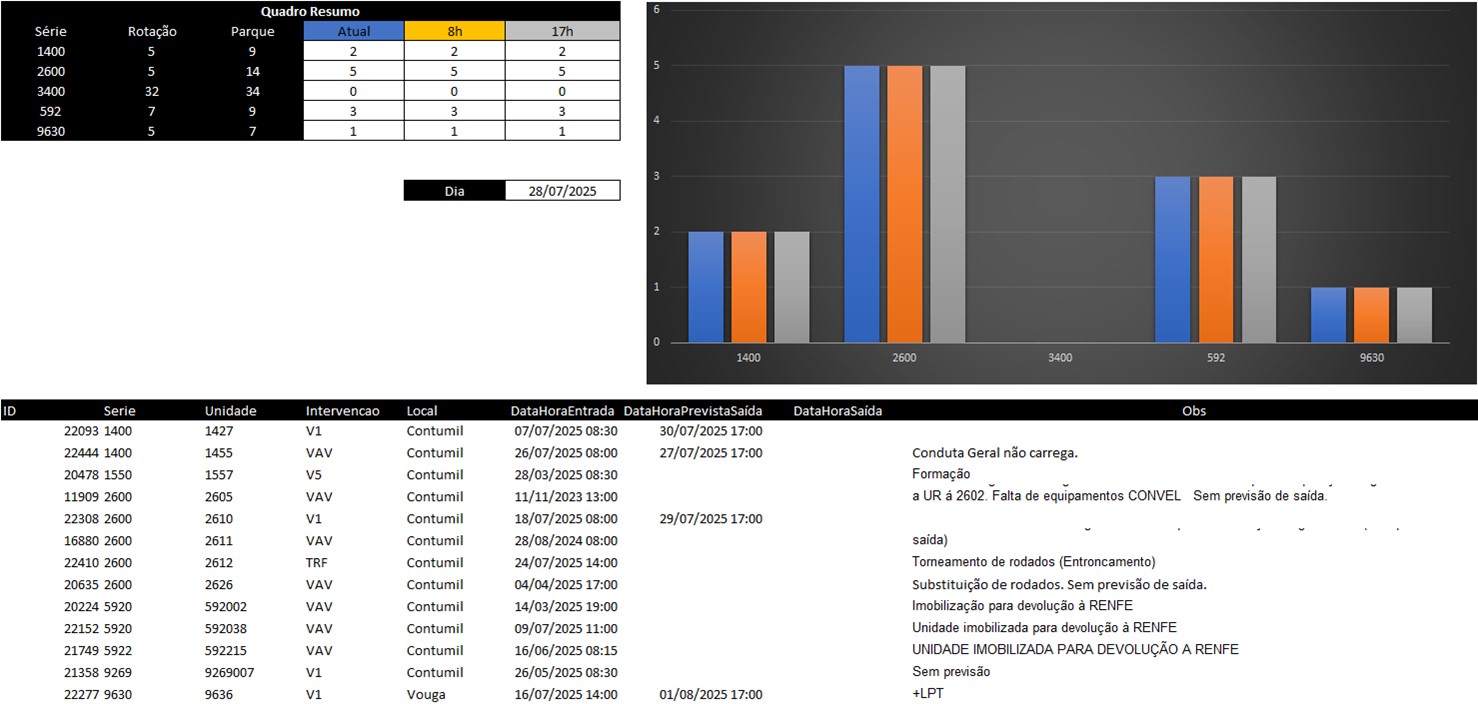 Quadro Resumo
Série Rotação Parque Atual 8h 17h
1400 5 9 2 2 2
2600 5 14 5 5 5
3400 32 34 0 0 0
592 7 9 3 3 3
9630 5 7 1 1 1
Dia 28/07/2025
6
5
4
3
2
1
0
1400 2600 3400 592 9630
ID Serie Unidade Intervencao Local DataHoraEntrada DataHoraPrevistaSaída DataHoraSaída Obs
22093 1400 1427 V1 Contumil 07/07/2025 08:30 30/07/2025 17:00
22444 1400 1455 VAV Contumil 26/07/2025 08:00 27/07/2025 17:00 Conduta Geral não carrega.
20478 1550 1557 V5 Contumil 28/03/2025 08:30 Formação
11909 2600 2605 VAV Contumil 11/11/2023 13:00 a UR á 2602. Falta de equipamentos CONVEL Sem previsão de saída.
22308 2600 2610 V1 Contumil 18/07/2025 08:00 29/07/2025 17:00
16880 2600 2611 VAV Contumil 28/08/2024 08:00 saída)
22410 2600 2612 TRF Contumil 24/07/2025 14:00 Torneamento de rodados (Entroncamento)
20635 2600 2626 VAV Contumil 04/04/2025 17:00 Substituição de rodados. Sem previsão de saída.
20224 5920 592002 VAV Contumil 14/03/2025 19:00 Imobilização para devolução à RENFE
22152 5920 592038 VAV Contumil 09/07/2025 11:00 Unidade imobilizada para devolução à RENFE
21749 5922 592215 VAV Contumil 16/06/2025 08:15 UNIDADE IMOBILIZADA PARA DEVOLUÇÃO A RENFE
21358 9269 9269007 V1 Contumil 26/05/2025 08:30 Sem previsão
22277 9630 9636 V1 Vouga 16/07/2025 14:00 01/08/2025 17:00 +LPT